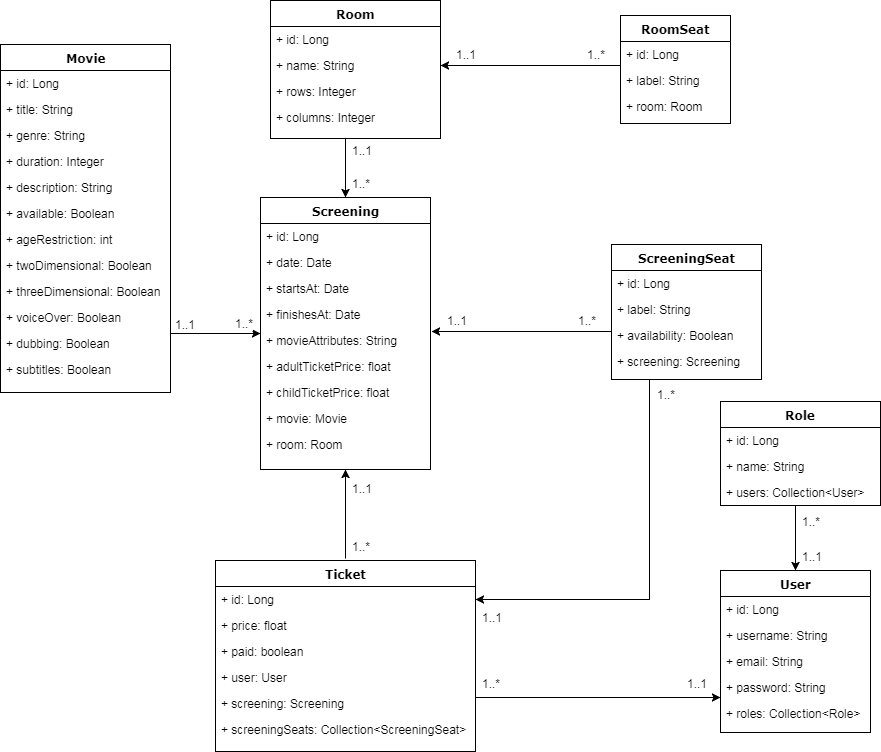 Room
+ id: Long
+ name: String
+ rows: Integer
+ columns: Integer
1..1
1..*
RoomSeat
+ id: Long
+ label: String
+ room: Room
Movie
+ id: Long
+ title: String
+ genre: String
+ duration: Integer
+ description: String
+ available: Boolean
+ ageRestriction: int
+ twoDimensional: Boolean
+ threeDimensional: Boolean
+ voiceOver: Boolean
+ dubbing: Boolean
+ subtitles: Boolean
1..1
1..*
1..1
1..*
Screening
+ id: Long
+ date: Date
+ startsAt: Date
+ finishesAt: Date
+ movieAttributes: String
+ adultTicketPrice: float
+ childTicketPrice: float
+ movie: Movie
+ room: Room
1..1
1..*
ScreeningSeat
+ id: Long
+ label: String
+ availability: Boolean
+ screening: Screening
1..*
1..1
1..1
1..*
Role
+ id: Long
+ name: String
+ users: Collection<User>
1..*
1..1
Ticket
+ id: Long
+ price: float
+ paid: boolean
+ user: User
+ screening: Screening
+ screeningSeats: Collection<ScreeningSeat>
1..*
1..1
User
+ id: Long
+ username: String
+ email: String
+ password: String
+ roles: Collection<Role>